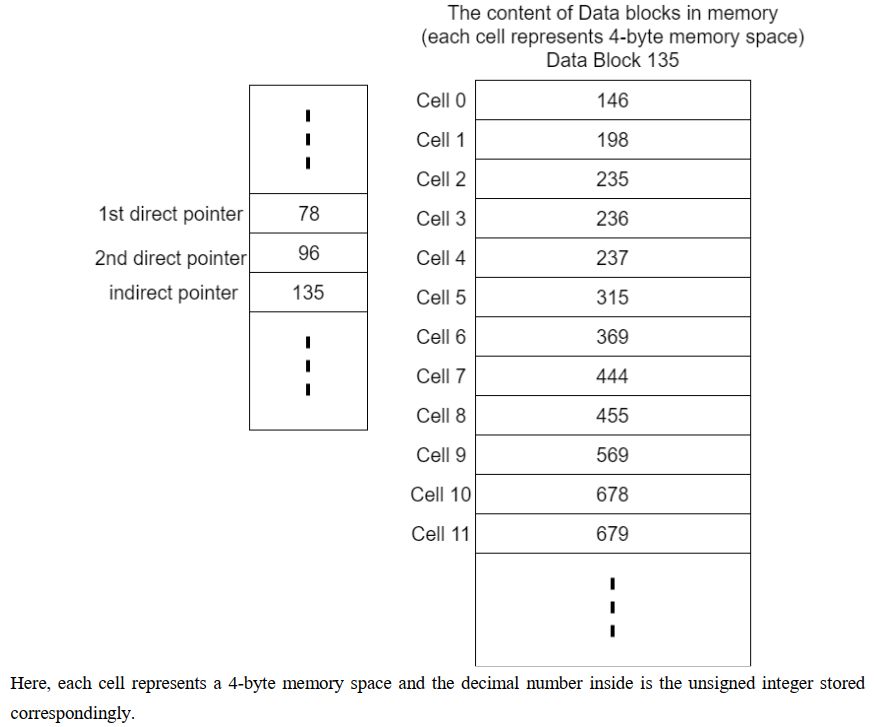 The content of Data blocks in memory
(each cell represents 4-byte memory space)
Data Block 135
Cell 0 146
Cell 1 198
Cell 2 235
1st direct pointer 78
Cell 3 236
2nd direct pointer 96
Cell 4 237
indirect pointer 135
Cell 5 315
Cell 6 369
Cell 7 444
Cell 8 455
Cell 9 569
Cell 10 678
Cell 11 679
Here, each cell represents a 4-byte memory space and the decimal number inside is the unsigned integer stored
correspondingly.